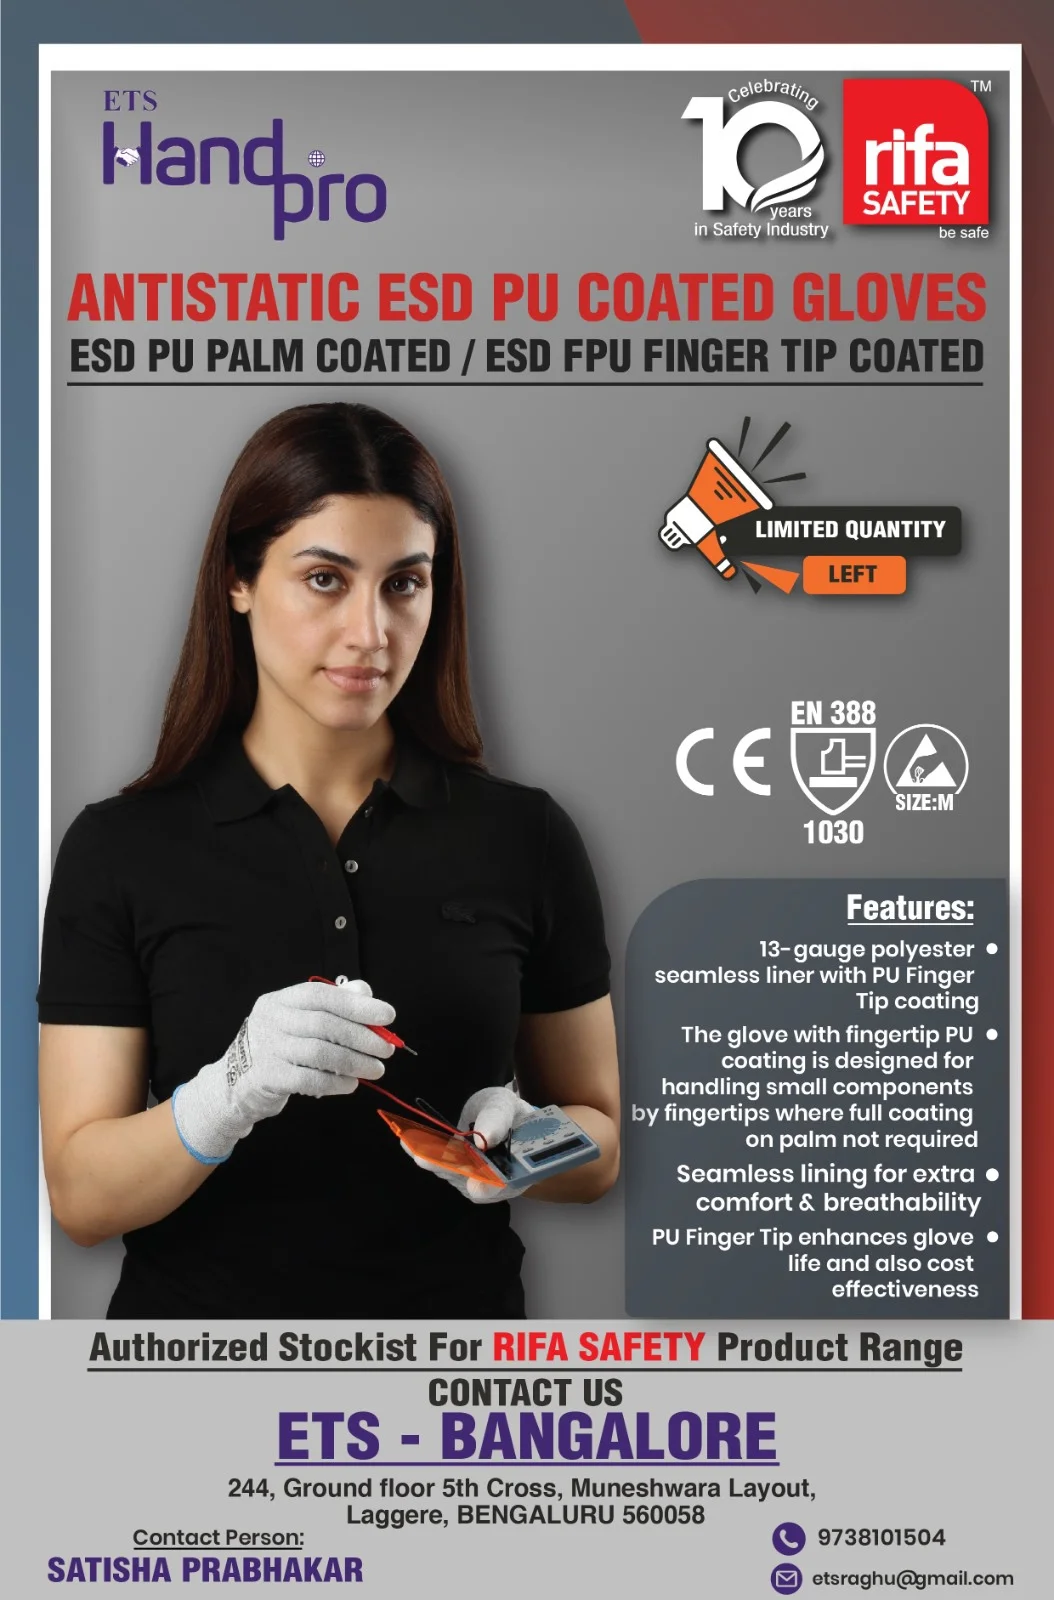 ETS
Handpro
Celebrating
10
years
in Safety Industry
TM
rifa
SAFETY
be safe
ANTISTATIC ESD PU COATED GLOVES
ESD PU PALM COATED / ESD FPU FINGER TIP COATED
LIMITED QUANTITY
LEFT
EN 388
CE
SIZE:M
1030
Features:
13-gauge polyester
seamless liner with PU Finger
Tip coating
The glove with fingertip PU
coating is designed for
handling small components
by fingertips where full coating
on palm not required
Seamless lining for extra
comfort & breathability
PU Finger Tip enhances glove
life and also cost
effectiveness
Authorized Stockist For RIFA SAFETY Product Range
CONTACT US
ETS - BANGALORE
244, Ground floor 5th Cross, Muneshwara Layout,
Laggere, BENGALURU 560058
Contact Person:
SATISHA PRABHAKAR
9738101504
etsraghu@gmail.com